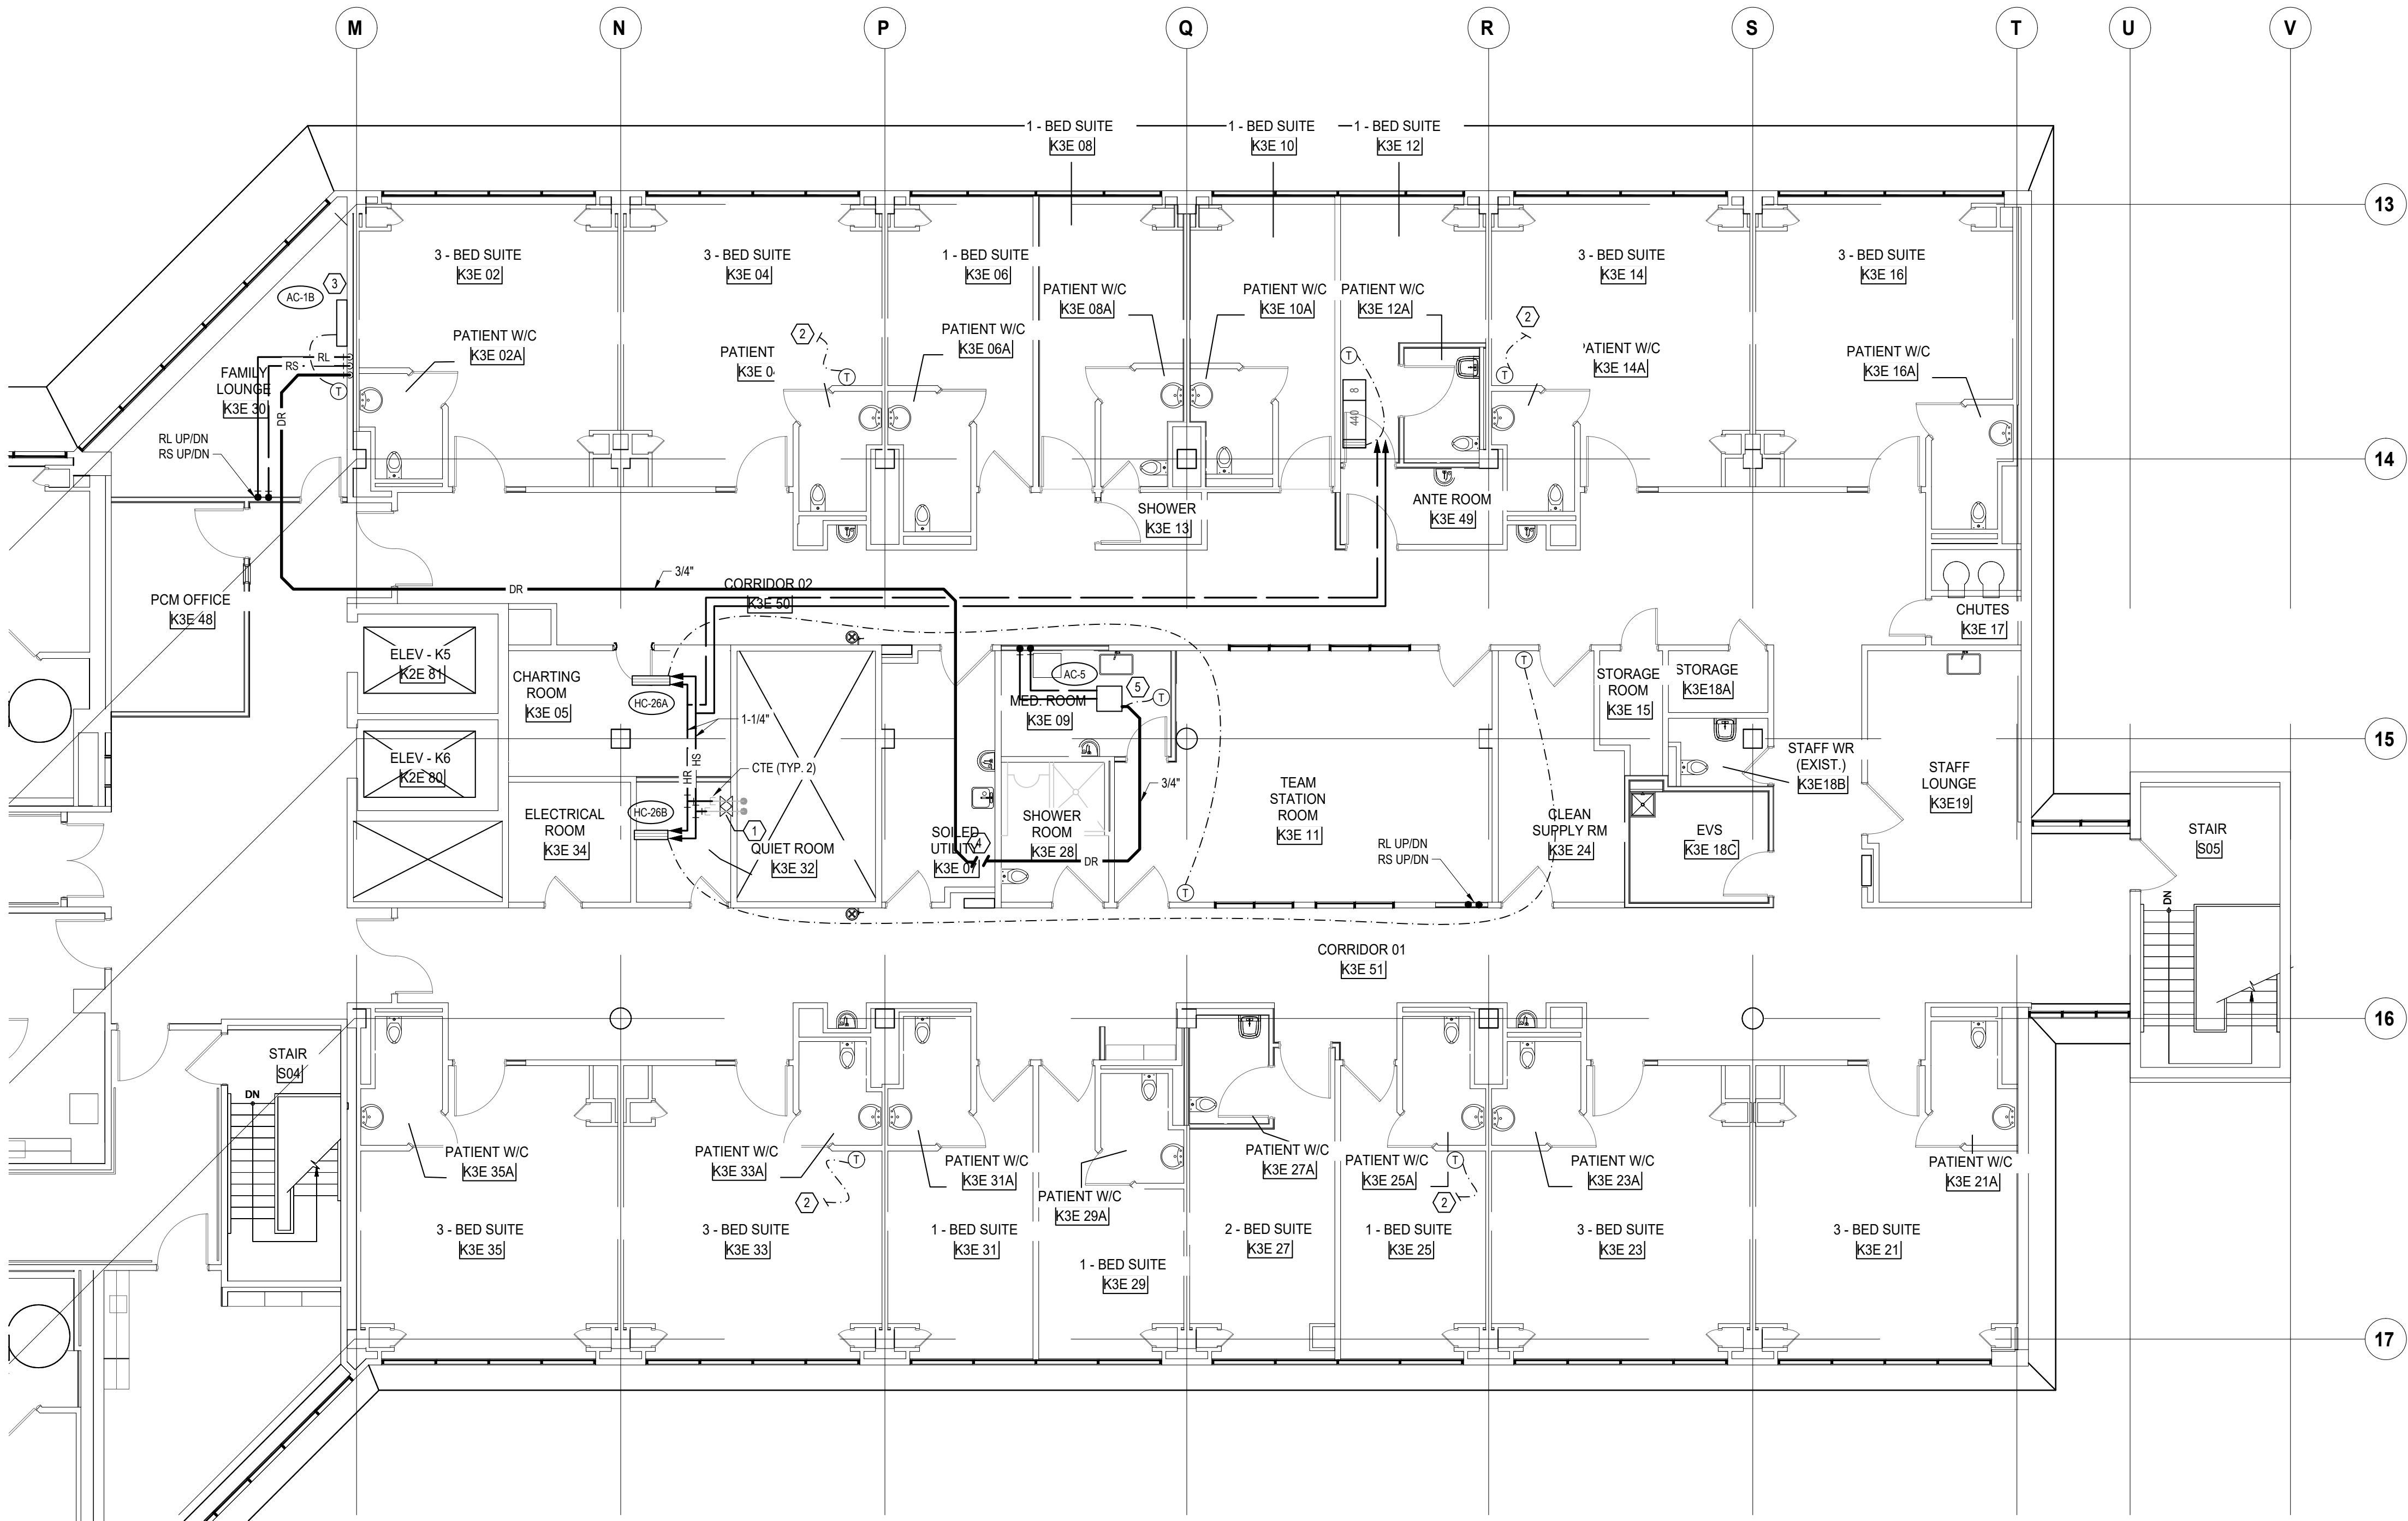 M
N
P
Q
R
S
T
U
V
1 - BED SUITE
K3E 08
1 - BED SUITE
K3E 10
1 - BED SUITE
K3E 12
13
3 - BED SUITE
K3E 02
3 - BED SUITE
K3E 04
1 - BED SUITE
K3E 06
3 - BED SUITE
K3E 14
3 - BED SUITE
K3E 16
AC-1B
3
PATIENT W/C
K3E 08A
PATIENT W/C
K3E 10A
PATIENT W/C
K3E 12A
PATIENT W/C
K3E 02A
2
PATIENT
K3E 0
T
PATIENT W/C
K3E 06A
T
2
PATIENT W/C
K3E 14A
T
PATIENT W/C
K3E 16A
RL
RS
T
FAMILY
LOUNGE
K3E 30
DR
440
8
RL UP/DN
RS UP/DN
14
SHOWER
K3E 13
ANTE ROOM
K3E 49
3/4"
DR
CORRIDOR 02
K3E 50
PCM OFFICE
K3E 48
CHUTES
K3E 17
ELEV - K5
K2E 81
CHARTING
ROOM
K3E 05
HC-26A
AC-5
5
T
MED. ROOM
K3E 09
T
STORAGE
ROOM
K3E 15
STORAGE
K3E18A
1-1/4"
15
ELEV - K6
K2E 80
HR
HS
CTE (TYP. 2)
3/4"
STAFF WR
(EXIST.)
K3E18B
TEAM
STATION
ROOM
K3E 11
STAFF
LOUNGE
K3E19
ELECTRICAL
ROOM
K3E 34
HC-26B
1
QUIET ROOM
K3E 32
SOILED
UTILITY
K3E 07
4
SHOWER
ROOM
K3E 28
DR
CLEAN
SUPPLY RM
K3E 24
EVS
K3E 18C
RL UP/DN
RS UP/DN
STAIR
S05
T
DN
CORRIDOR 01
K3E 51
16
STAIR
S04
DN
PATIENT W/C
K3E 35A
PATIENT W/C
K3E 33A
T
2
PATIENT W/C
K3E 31A
PATIENT W/C
K3E 29A
PATIENT W/C
K3E 27A
PATIENT W/C
K3E 25A
T
2
PATIENT W/C
K3E 23A
PATIENT W/C
K3E 21A
3 - BED SUITE
K3E 35
3 - BED SUITE
K3E 33
1 - BED SUITE
K3E 31
1 - BED SUITE
K3E 29
2 - BED SUITE
K3E 27
1 - BED SUITE
K3E 25
3 - BED SUITE
K3E 23
3 - BED SUITE
K3E 21
17